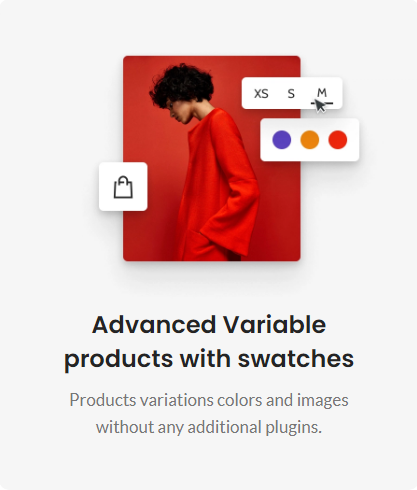 XS S M
Advanced Variable
products with swatches
Products variations colors and images
without any additional plugins.